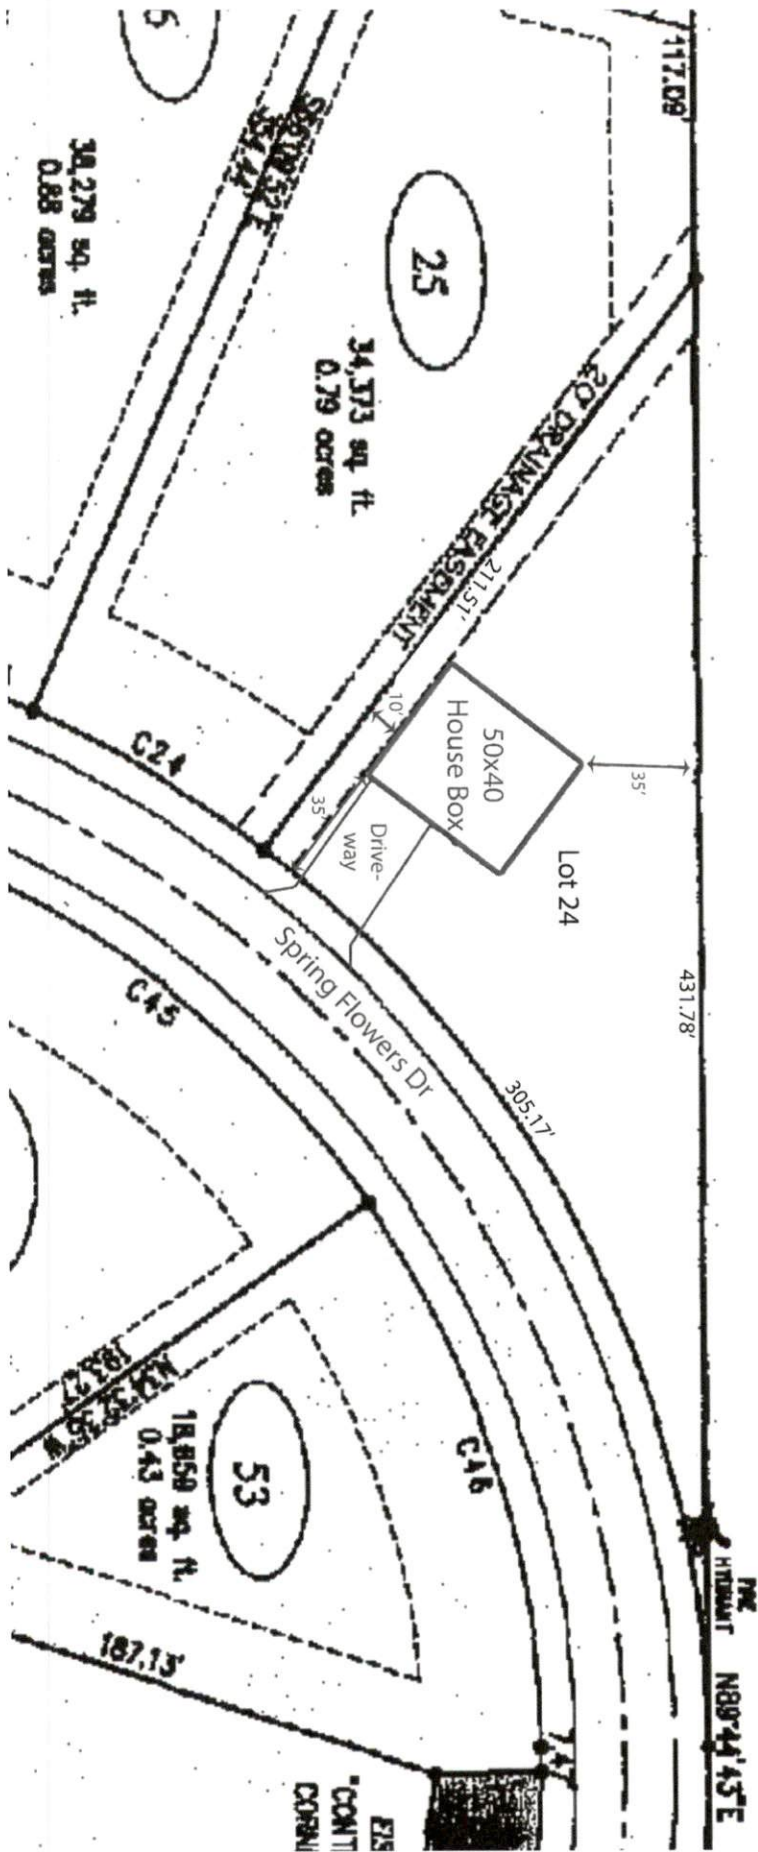 117.09
25
34,373 sq. ft.
0.79 acres
38,279 sq. ft.
0.88 acres
20' DRAINAGE EASEMENT
211.51'
10'
50x40
House Box
35'
35'
Drive-
way
Lot 24
C24
Spring Flowers Dr
431.78'
305.17'
C45
C46
53
18,850 sq. ft.
0.43 acres
187.13'
7.47'
HYDRANT
N89°44'43"E